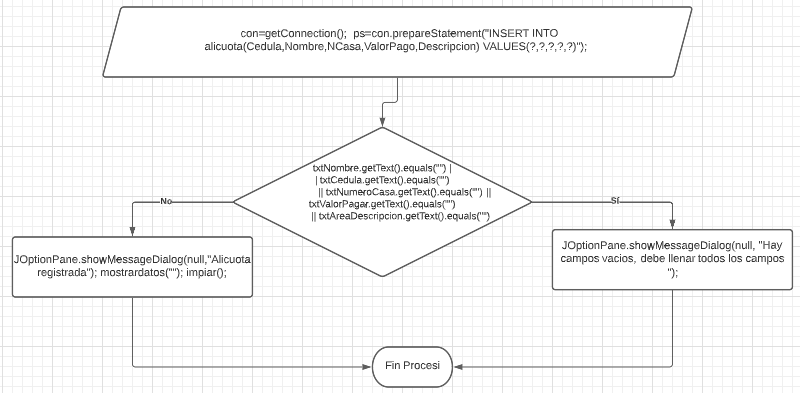 con=getConnection(); ps=con.prepareStatement("INSERT INTO
alicuota(Cedula,Nombre,NCasa,ValorPago,Descripcion) VALUES(?,?,?,?,?)");
txtNombre.getText().equals("") |
| txtCedula.getText().equals("")
|| txtNumeroCasa.getText().equals("") ||
txtValorPagar.getText().equals("")
|| txtAreaDescripcion.getText().equals("")
No
Sí
JOptionPane.showMessageDialog(null,"Alicuota
registrada"); mostrardatos(""); impiar();
JOptionPane.showMessageDialog(null, "Hay
campos vacios, debe llenar todos los campos
");
Fin Procesi